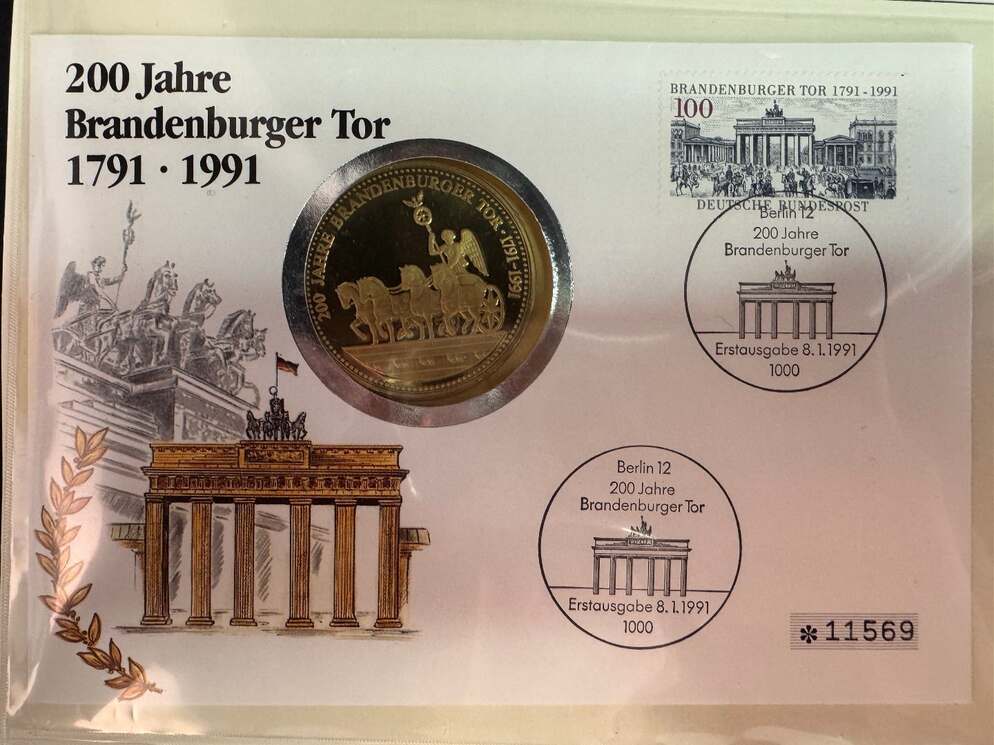 200 Jahre
Brandenburger Tor
1791 · 1991
200 JAHRE BRANDENBURGER TOR · 1791-1991
BRANDENBURGER TOR 1791 - 1991
100
DEUTSCHE BUNDESPOST
Berlin 12
200 Jahre
Brandenburger Tor
Erstausgabe 8.1.1991
1000
Berlin 12
200 Jahre
Brandenburger Tor
Erstausgabe 8.1.1991
1000
*11569